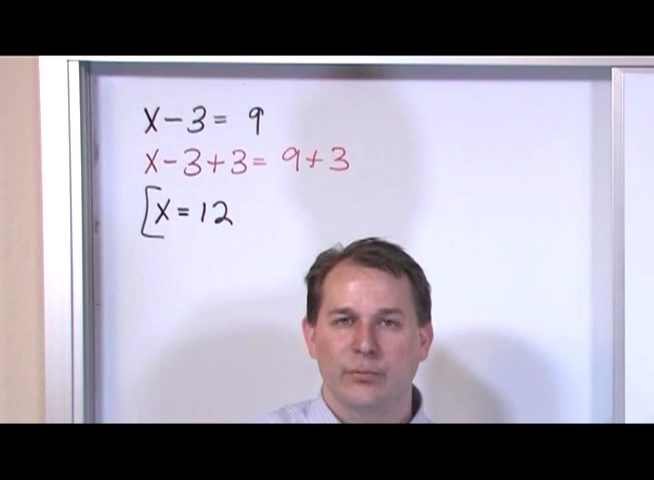 x-3= 9
x-3+3= 9+3
[x=12